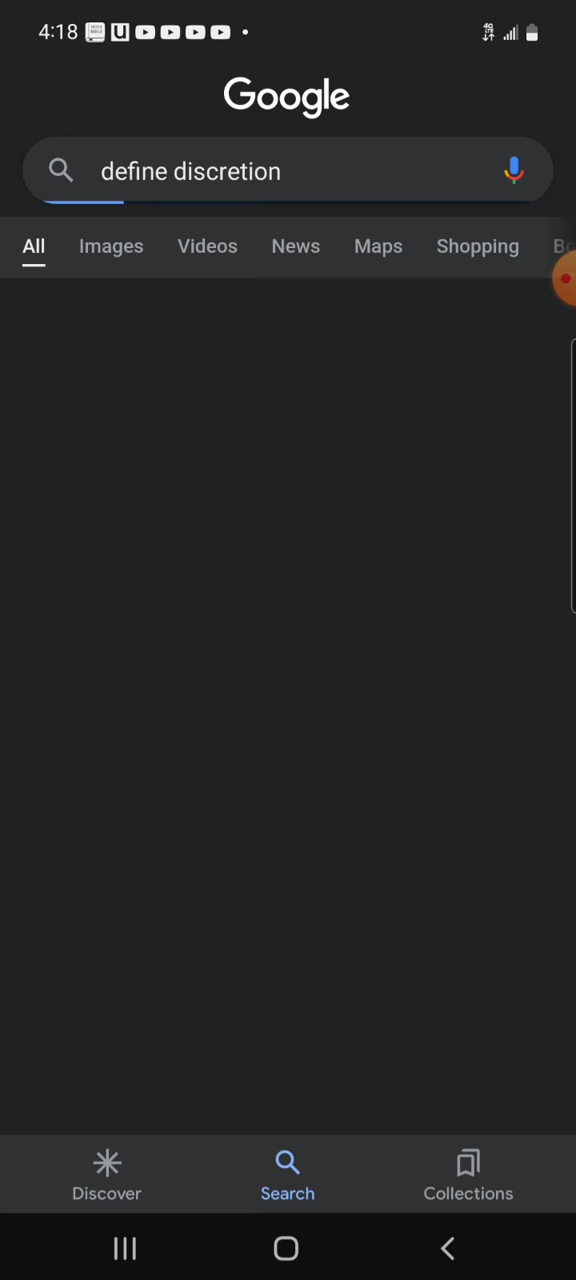 4:18
Google
define discretion
All Images Videos News Maps Shopping
Discover Search Collections